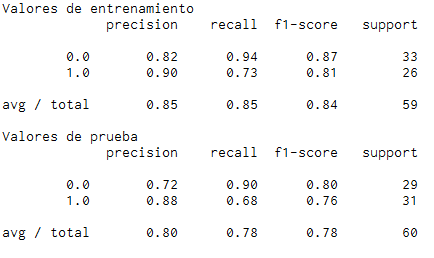 Valores de entrenamiento
precision recall f1-score support
0.0 0.82 0.94 0.87 33
1.0 0.90 0.73 0.81 26
avg / total 0.85 0.85 0.84 59
Valores de prueba
precision recall f1-score support
0.0 0.72 0.90 0.80 29
1.0 0.88 0.68 0.76 31
avg / total 0.80 0.78 0.78 60